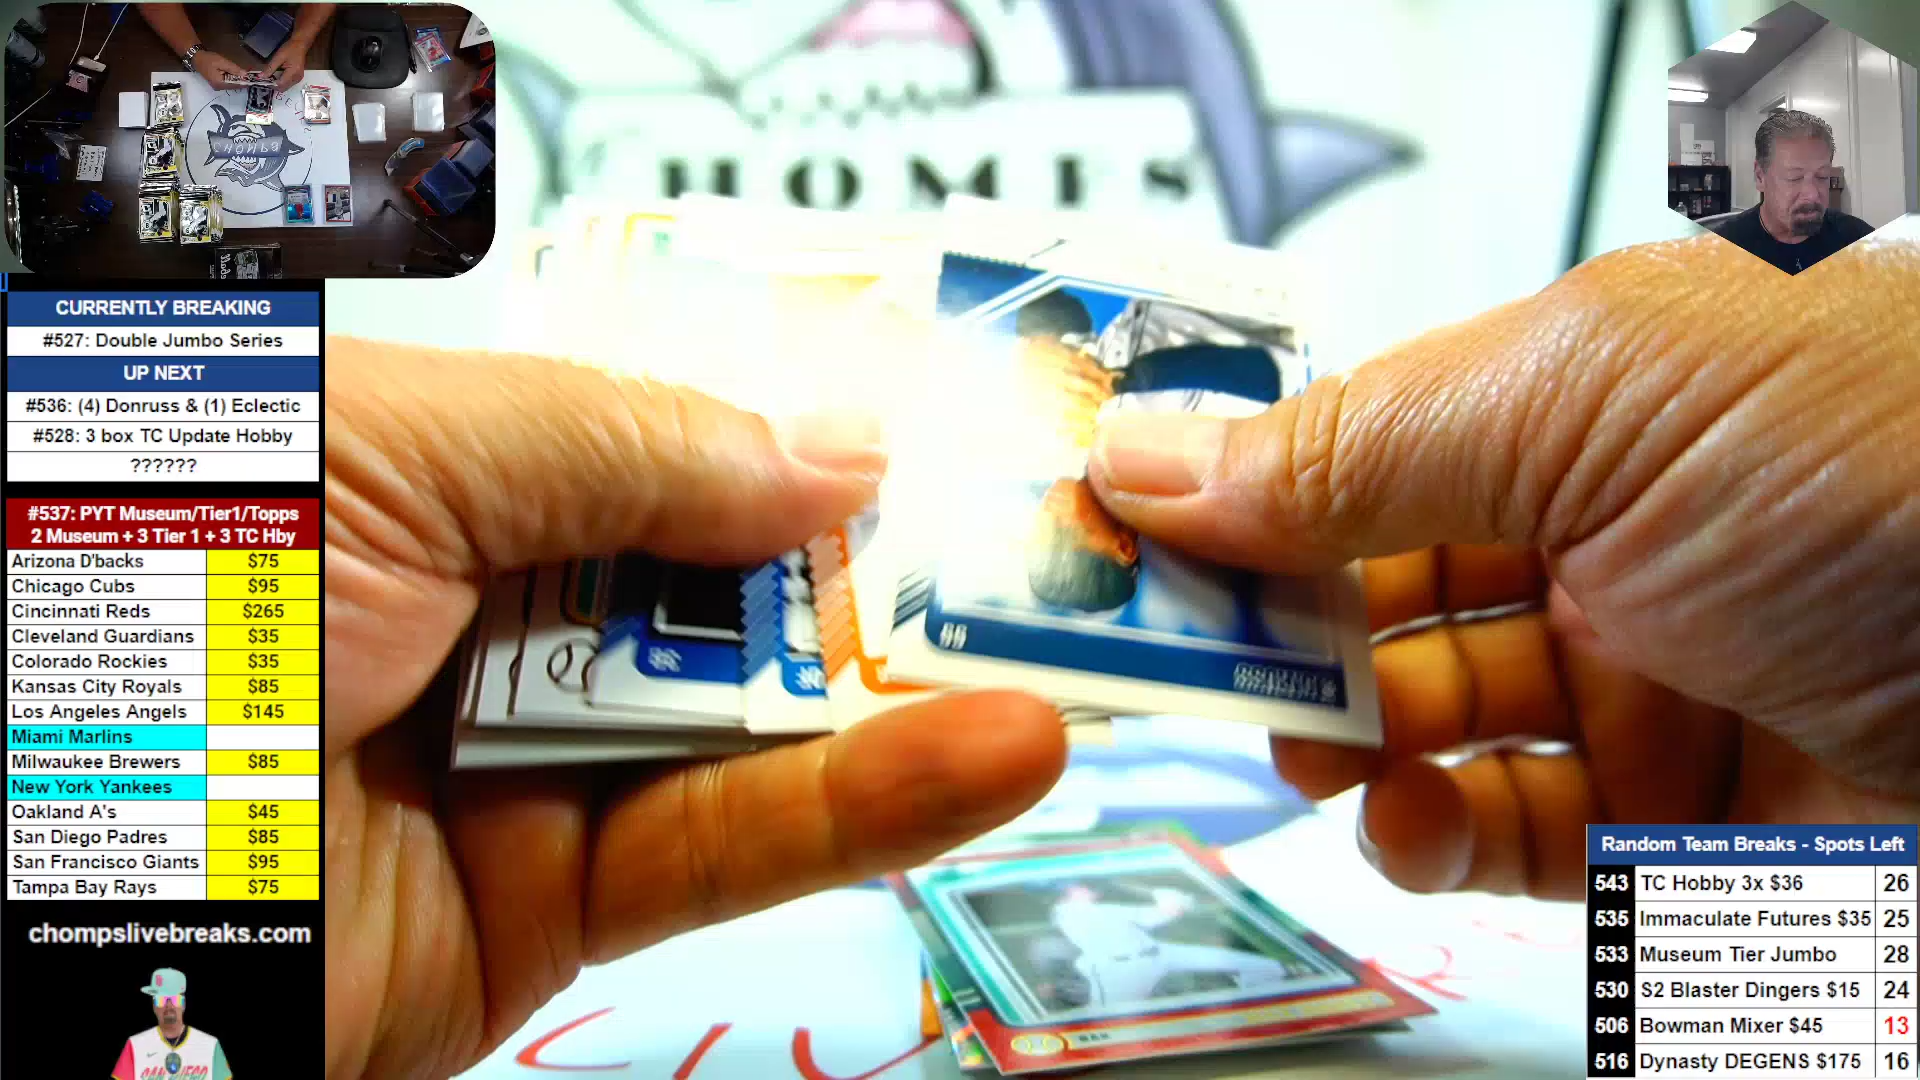 CHOMPS
HOMES
CURRENTLY BREAKING
#527: Double Jumbo Series
UP NEXT
#536: (4) Donruss & (1) Eclectic
#528: 3 box TC Update Hobby
??????
#537: PYT Museum/Tier1/Topps
2 Museum + 3 Tier 1 + 3 TC Hby
Arizona D'backs $75
Chicago Cubs $95
Cincinnati Reds $265
Cleveland Guardians $35
Colorado Rockies $35
Kansas City Royals $85
Los Angeles Angels $145
Miami Marlins
Milwaukee Brewers $85
New York Yankees
Oakland A's $45
San Diego Padres $85
San Francisco Giants $95
Tampa Bay Rays $75
chompslivebreaks.com
SAN DIEGO
Random Team Breaks - Spots Left
543 TC Hobby 3x $36 26
535 Immaculate Futures $35 25
533 Museum Tier Jumbo 28
530 S2 Blaster Dingers $15 24
506 Bowman Mixer $45 13
516 Dynasty DEGENS $175 16